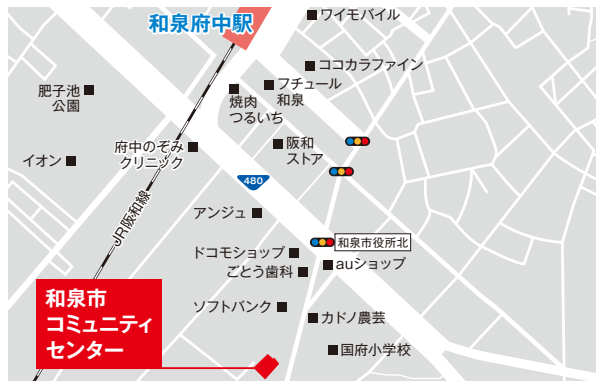 和泉府中駅
ワイモバイル
ココカラファイン
フチュール
和泉
肥子池
公園
焼肉
つるいち
阪和
ストア
府中のぞみ
クリニック
イオン
480
アンジュ
JR阪和線
和泉市役所北
ドコモショップ
auショップ
ごとう歯科
和泉市
コミュニティ
センター
ソフトバンク
カドノ農芸
国府小学校